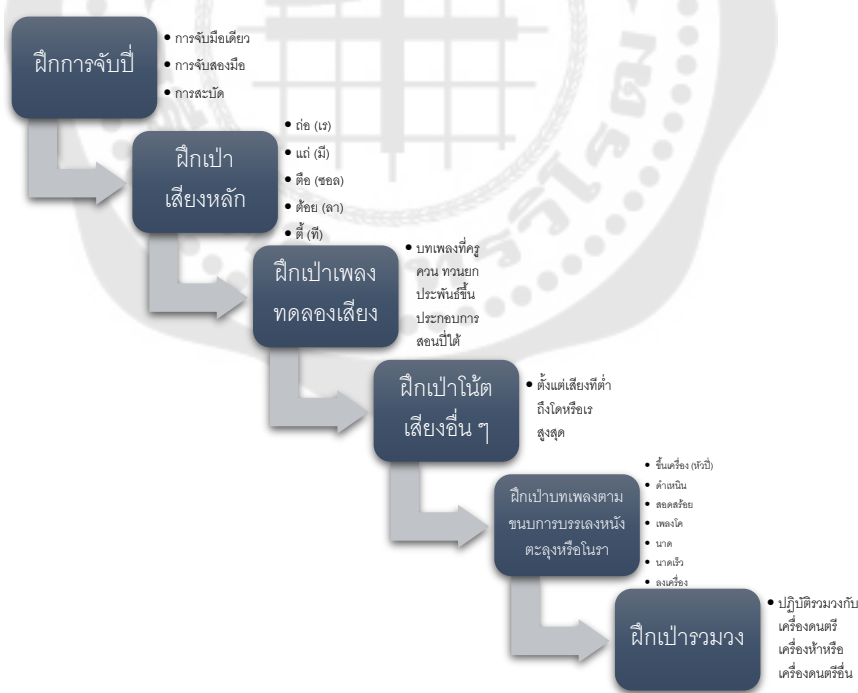 ฝึกการจับปี่
• การจับมือเดียว
• การจับสองมือ
• การสะบัด
ฝึกเป่า
เสียงหลัก
• ถ่อ (เร)
• แถ่ (มี)
• ตือ (ซอล)
• ต้อย (ลา)
• ตี้ (ที)
ฝึกเป่าเพลง
ทดลองเสียง
• บทเพลงที่ครู
ควน ทวนยก
ประพันธ์ขึ้น
ประกอบการ
สอนปี่ใต้
ฝึกเป่าโน้ต
เสียงอื่น ๆ
• ตั้งแต่เสียงทีต่ำ
ถึงโดหรือเร
สูงสุด
ฝึกเป่าบทเพลงตาม
ขนบการบรรเลงหนัง
ตะลุงหรือโนรา
• ขึ้นเครื่อง (หัวปี่)
• ดำเหนิน
• สอดสร้อย
• เพลงโค
• นาด
• นาดเร็ว
• ลงเครื่อง
ฝึกเป่ารวมวง
• ปฏิบัติรวมวงกับ
เครื่องดนตรี
เครื่องห้าหรือ
เครื่องดนตรีอื่น